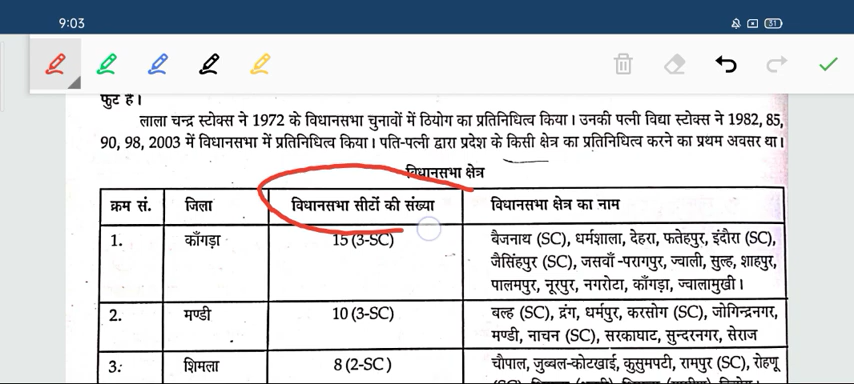 9:03
51
फुट है।
लाला चन्द्र स्टोक्स ने 1972 के विधानसभा चुनावों में ठियोग का प्रतिनिधित्व किया। उनकी पत्नी विद्या स्टोक्स ने 1982, 85,
90, 98, 2003 में विधानसभा में प्रतिनिधित्व किया। पति-पत्नी द्वारा प्रदेश के किसी क्षेत्र का प्रतिनिधित्व करने का प्रथम अवसर था।
विधानसभा क्षेत्र
क्रम सं. जिला विधानसभा सीटों की संख्या विधानसभा क्षेत्र का नाम
1. काँगड़ा 15 (3-SC) बैजनाथ (SC), धर्मशाला, देहरा, फतेहपुर, इंदौरा (SC),
जैसिंहपुर (SC), जसवाँ -परागपुर, ज्वाली, सुल्ह, शाहपुर,
पालमपुर, नूरपुर, नगरोटा, काँगड़ा, ज्वालामुखी।
2. मण्डी 10 (3-SC) बल्ह (SC), द्रंग, धर्मपुर, करसोग (SC), जोगिन्द्रनगर,
मण्डी, नाचन (SC), सरकाघाट, सुन्दरनगर, सेराज
3. शिमला 8 (2-SC) चौपाल, जुब्बल-कोटखाई, कुसुमपटी, रामपुर (SC), रोहणू